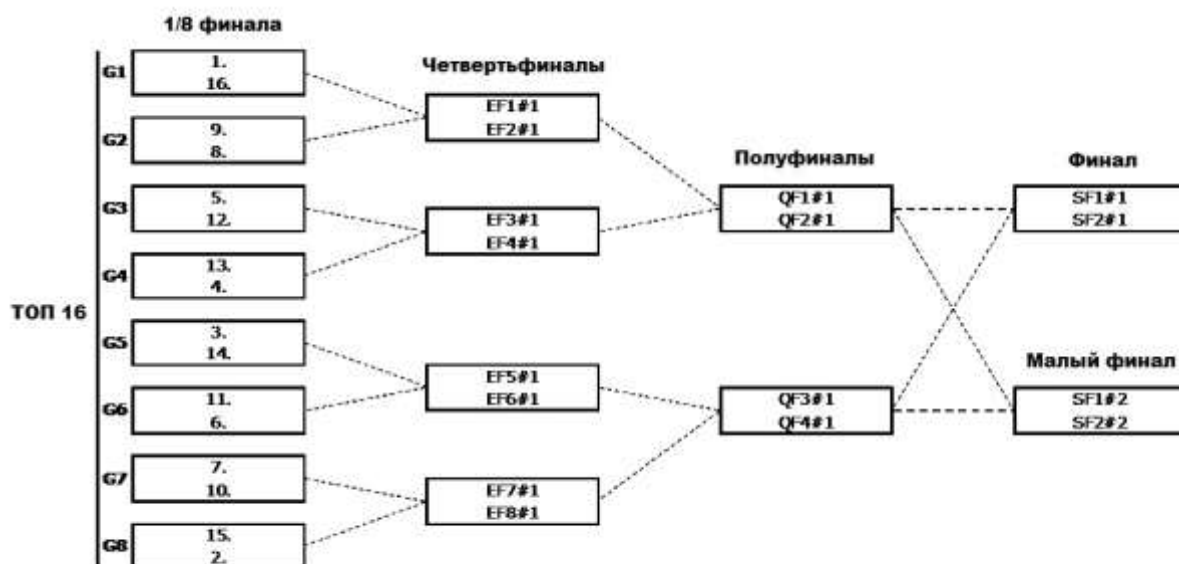 1/8 финала
G1
1.
16.
G2
9.
8.
G3
5.
12.
G4
13.
4.
ТОП 16
G5
3.
14.
G6
11.
6.
G7
7.
10.
G8
15.
2.
Четвертьфиналы
EF1#1
EF2#1
EF3#1
EF4#1
EF5#1
EF6#1
EF7#1
EF8#1
Полуфиналы
QF1#1
QF2#1
QF3#1
QF4#1
Финал
SF1#1
SF2#1
Малый финал
SF1#2
SF2#2